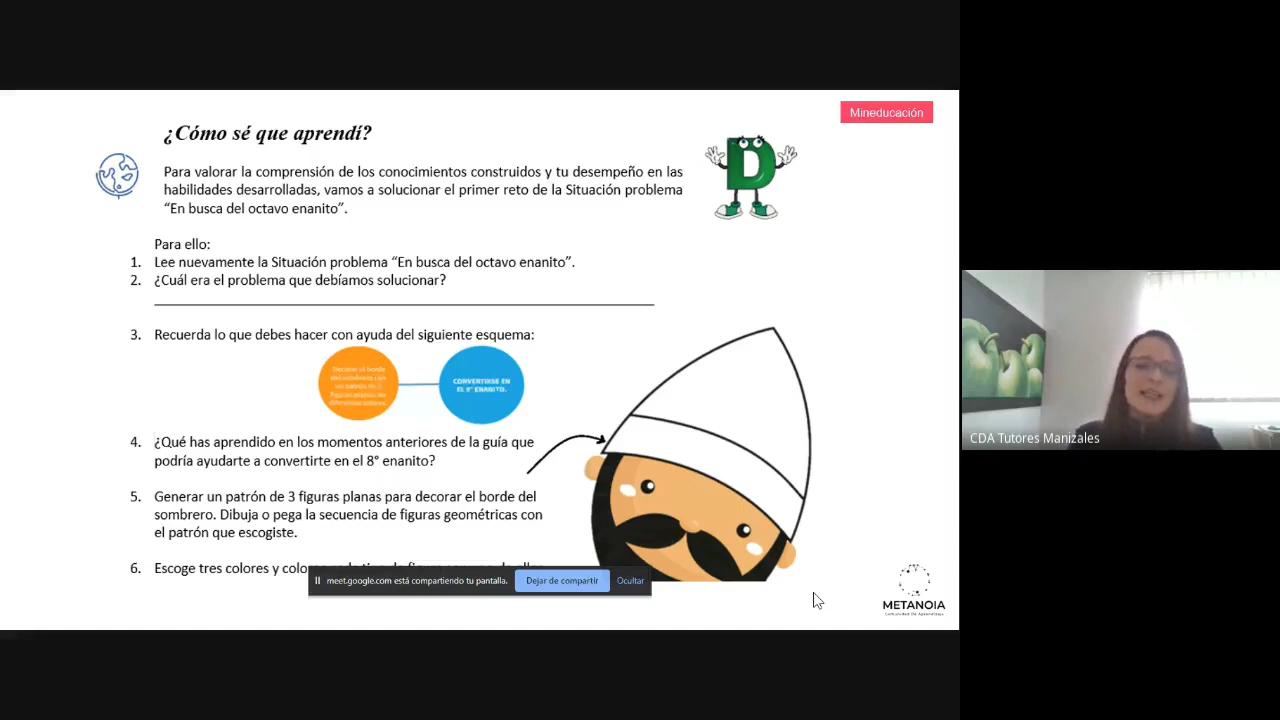 Mineducación
¿Cómo sé que aprendí?
Para valorar la comprensión de los conocimientos construidos y tu desempeño en las
habilidades desarrolladas, vamos a solucionar el primer reto de la Situación problema
“En busca del octavo enanito”.
Para ello:
1. Lee nuevamente la Situación problema “En busca del octavo enanito”.
2. ¿Cuál era el problema que debíamos solucionar?
3. Recuerda lo que debes hacer con ayuda del siguiente esquema:
Decorar el borde
CONVERTIRSE EN
EL 8° ENANITO.
4. ¿Qué has aprendido en los momentos anteriores de la guía que
podría ayudarte a convertirte en el 8° enanito?
5. Generar un patrón de 3 figuras planas para decorar el borde del
sombrero. Dibuja o pega la secuencia de figuras geométricas con
el patrón que escogiste.
6. Escoge tres colores y
meet.google.com está compartiendo tu pantalla. Dejar de compartir Ocultar
D
METANOIA
Comunidad De Aprendizaje
CDA Tutores Manizales